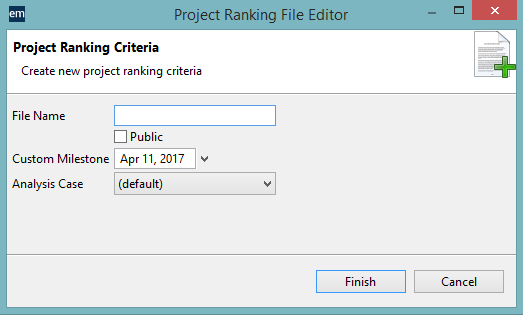 em
Project Ranking File Editor
Project Ranking Criteria
Create new project ranking criteria
File Name
Public
Custom Milestone Apr 11, 2017
Analysis Case (default)
Finish Cancel